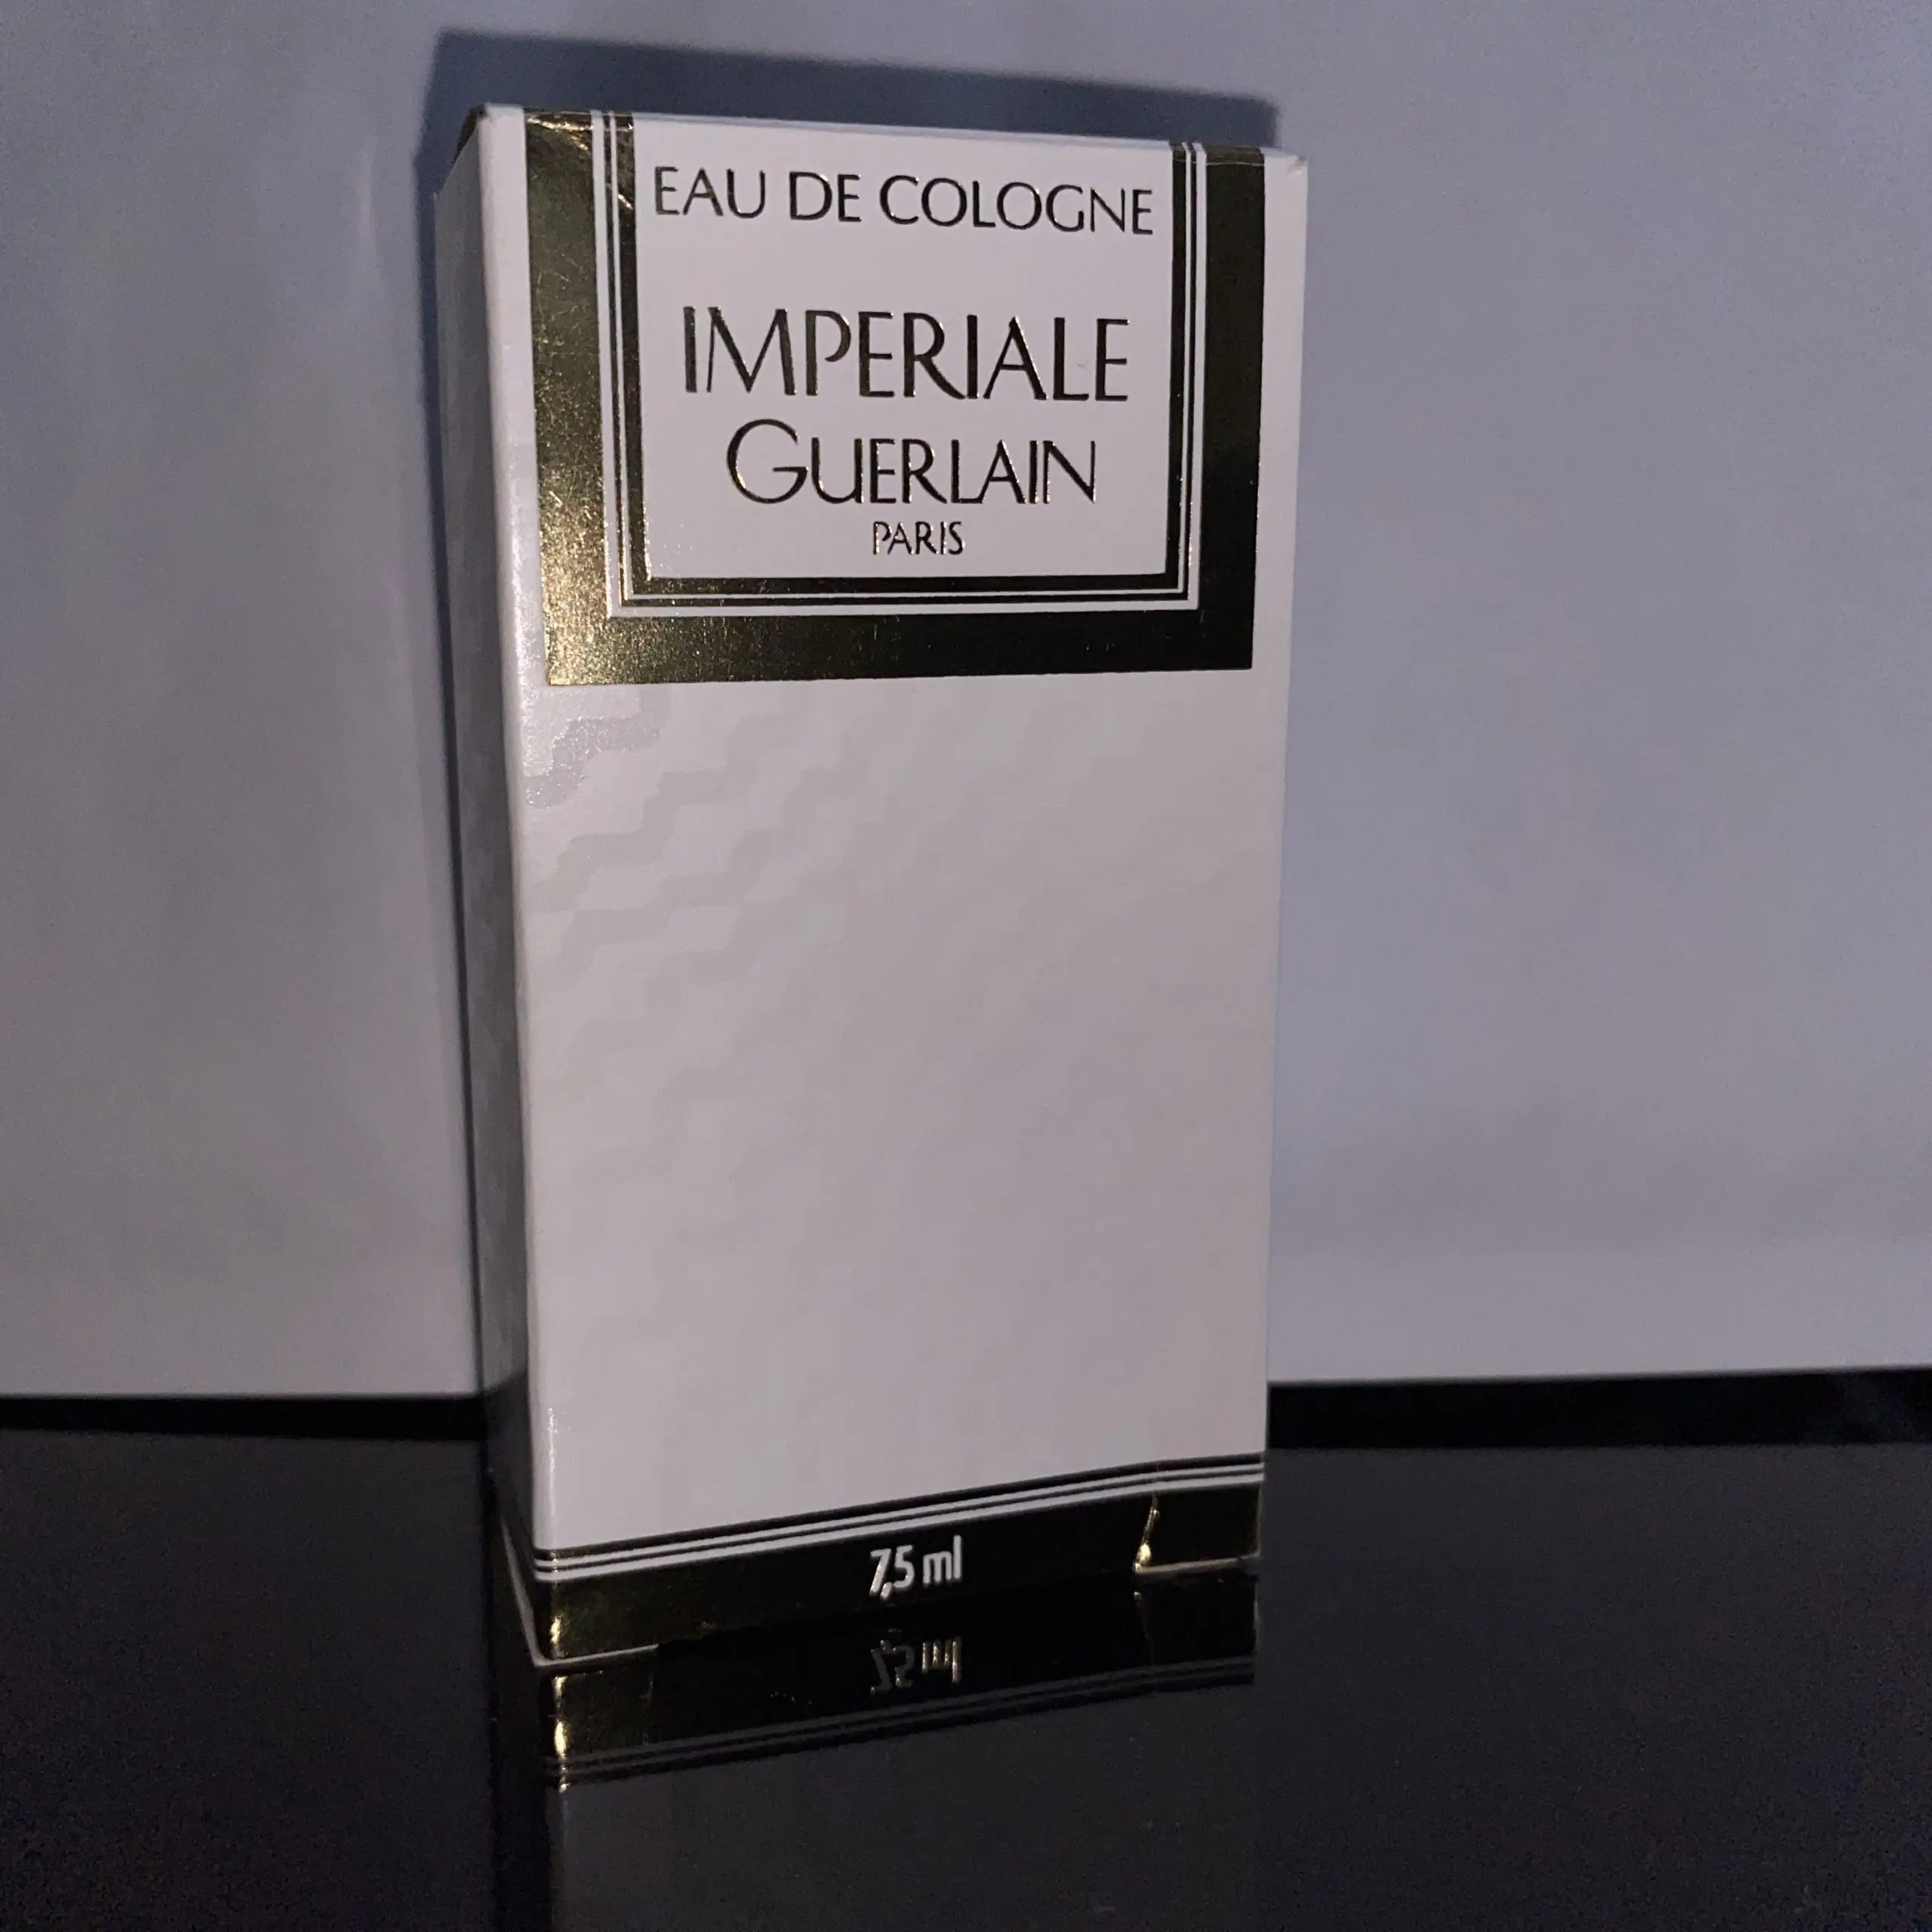 EAU DE COLOGNE
IMPERIALE
GUERLAIN
PARIS
7,5 ml